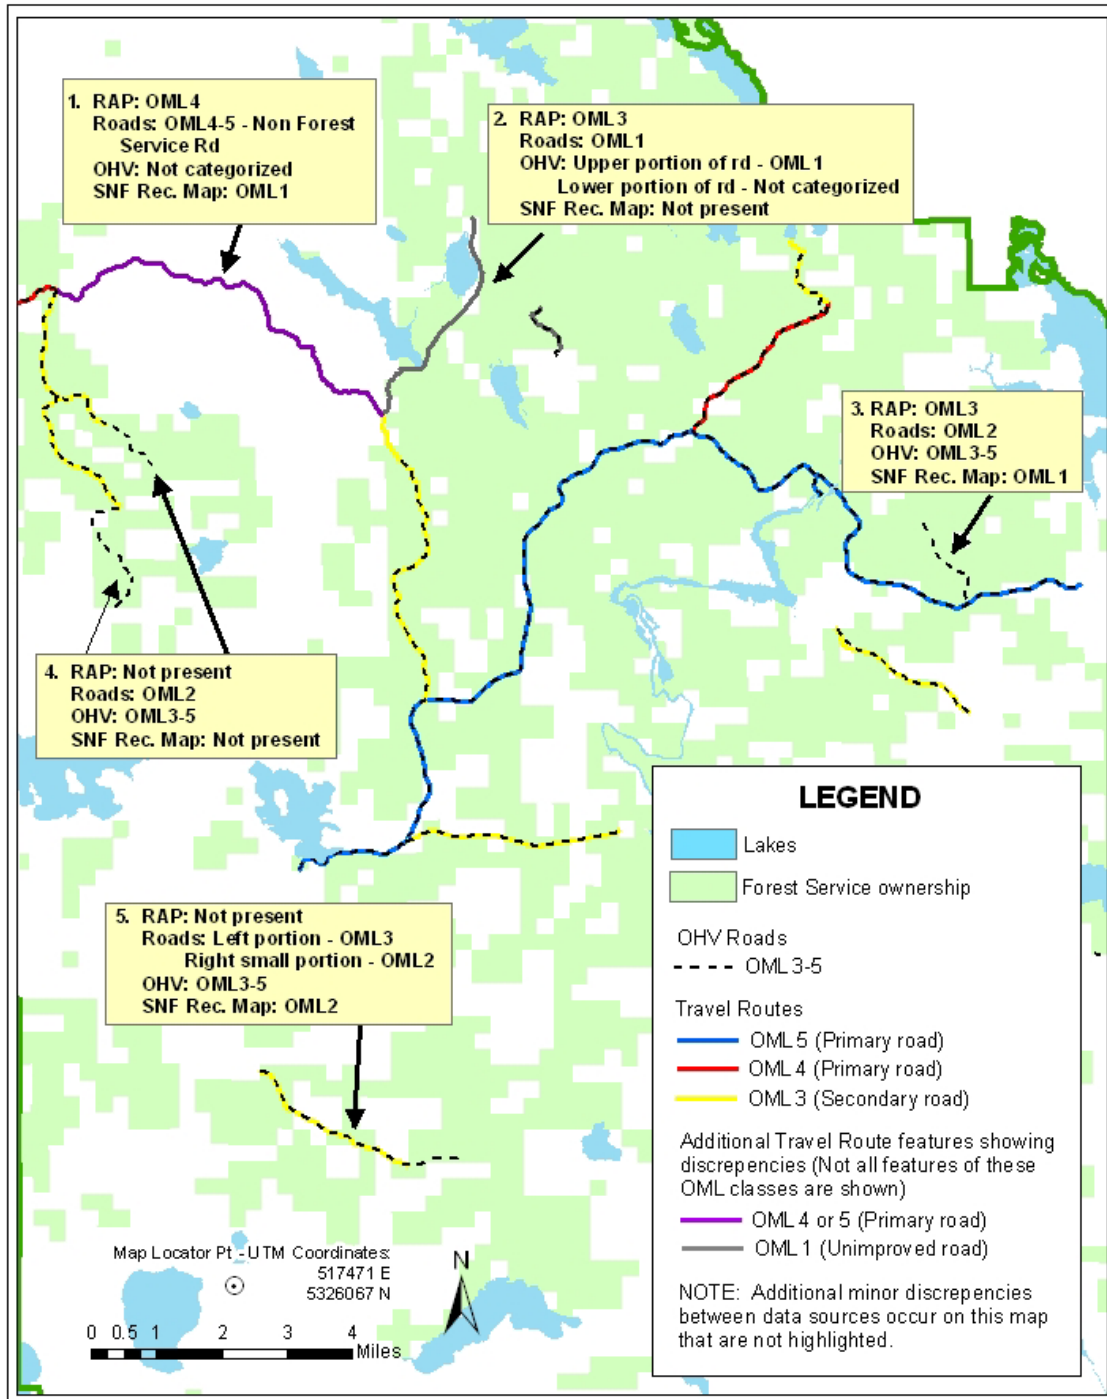 1. RAP: OML4
Roads: OML4-5 - Non Forest
Service Rd
OHV: Not categorized
SNF Rec. Map: OML1
2. RAP: OML3
Roads: OML1
OHV: Upper portion of rd - OML1
Lower portion of rd - Not categorized
SNF Rec. Map: Not present
3. RAP: OML3
Roads: OML2
OHV: OML3-5
SNF Rec. Map: OML1
4. RAP: Not present
Roads: OML2
OHV: OML3-5
SNF Rec. Map: Not present
5. RAP: Not present
Roads: Left portion - OML3
Right small portion - OML2
OHV: OML3-5
SNF Rec. Map: OML2
LEGEND
Lakes
Forest Service ownership
OHV Roads
OML 3-5
Travel Routes
OML 5 (Primary road)
OML 4 (Primary road)
OML 3 (Secondary road)
Additional Travel Route features showing
discrepencies (Not all features of these
OML classes are shown)
OML 4 or 5 (Primary road)
OML 1 (Unimproved road)
NOTE: Additional minor discrepencies
between data sources occur on this map
that are not highlighted.
Map Locator Pt - UTM Coordinates:
517471 E
5326067 N
N
0 0.5 1 2 3 4
Miles